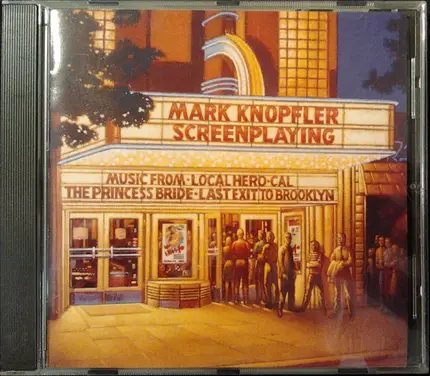 MARK KNOPFLER
SCREENPLAYING
MUSIC FROM·LOCAL HERO·CAL
THE PRINCESS BRIDE·LAST EXIT TO BROOKLYN